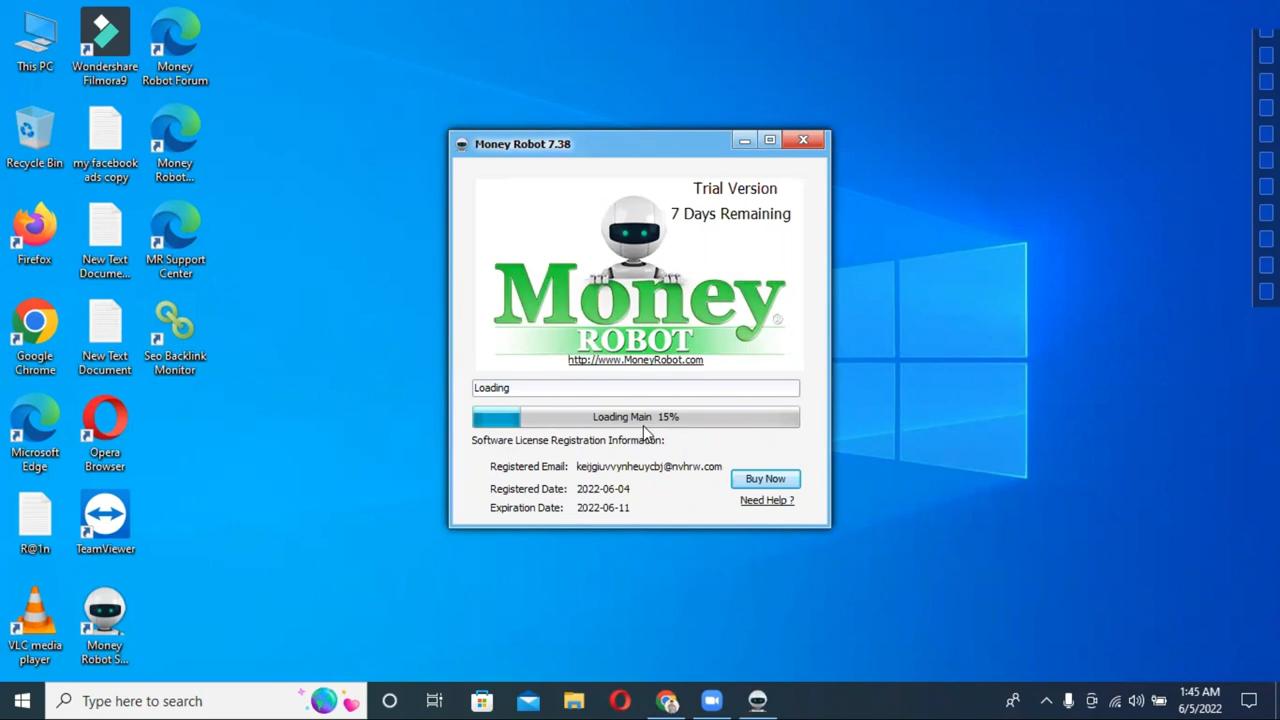 This PC
Wondershare
Filmora9
Money
Robot Forum
Recycle Bin
my facebook
ads copy
Money
Robot...
Firefox
New Text
Docume...
MR Support
Center
Google
Chrome
New Text
Document
Seo Backlink
Monitor
Microsoft
Edge
Opera
Browser
R@1n
TeamViewer
VLC media
player
Money
Robot S...
Money Robot 7.38
Trial Version
7 Days Remaining
Money®
ROBOT
http://www.MoneyRobot.com
Loading
Loading Main 15%
Software License Registration Information:
Registered Email: keijgiuvvynheuycbj@nvhrw.com
Registered Date: 2022-06-04
Expiration Date: 2022-06-11
Buy Now
Need Help ?
Type here to search
1:45 AM
6/5/2022